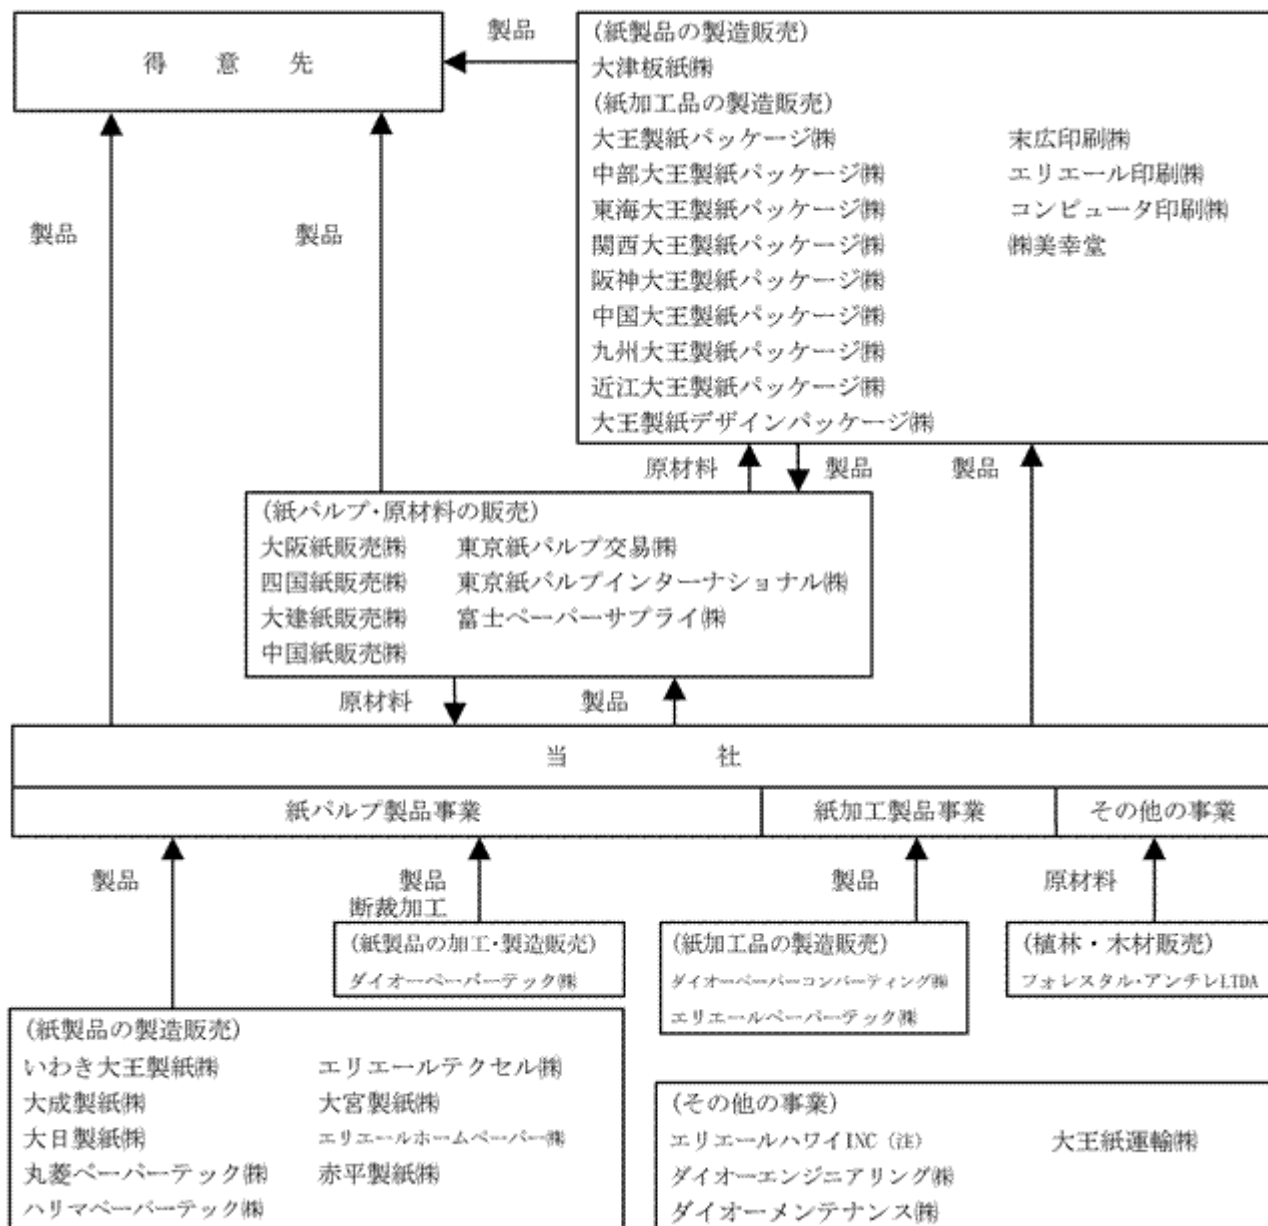 得意先
製品
(紙製品の製造販売)
大津板紙㈱
(紙加工品の製造販売)
大王製紙パッケージ㈱ 末広印刷㈱
中部大王製紙パッケージ㈱ エリエール印刷㈱
東海大王製紙パッケージ㈱ コンピュータ印刷㈱
関西大王製紙パッケージ㈱ ㈱美幸堂
阪神大王製紙パッケージ㈱
中国大王製紙パッケージ㈱
九州大王製紙パッケージ㈱
近江大王製紙パッケージ㈱
大王製紙デザインパッケージ㈱
製品 製品
原材料 製品 製品
(紙パルプ・原材料の販売)
大阪紙販売㈱ 東京紙パルプ交易㈱
四国紙販売㈱ 東京紙パルプインターナショナル㈱
大建紙販売㈱ 富士ペーパーサプライ㈱
中国紙販売㈱
原材料 製品
当社
紙パルプ製品事業 紙加工製品事業 その他の事業
製品 製品 製品 原材料
断裁加工
(紙製品の加工・製造販売)
ダイオーペーパーテック㈱
(紙加工品の製造販売)
ダイオーペーパーコンバーティング㈱
エリエールペーパーテック㈱
(植林・木材販売)
フォレスタル・アンチレLTDA
(紙製品の製造販売)
いわき大王製紙㈱ エリエールテクセル㈱
大成製紙㈱ 大宮製紙㈱
大日製紙㈱ エリエールホームペーパー㈱
丸菱ペーパーテック㈱ 赤平製紙㈱
ハリマペーパーテック㈱
(その他の事業)
エリエールハワイINC (注) 大王紙運輸㈱
ダイオーエンジニアリング㈱
ダイオーメンテナンス㈱